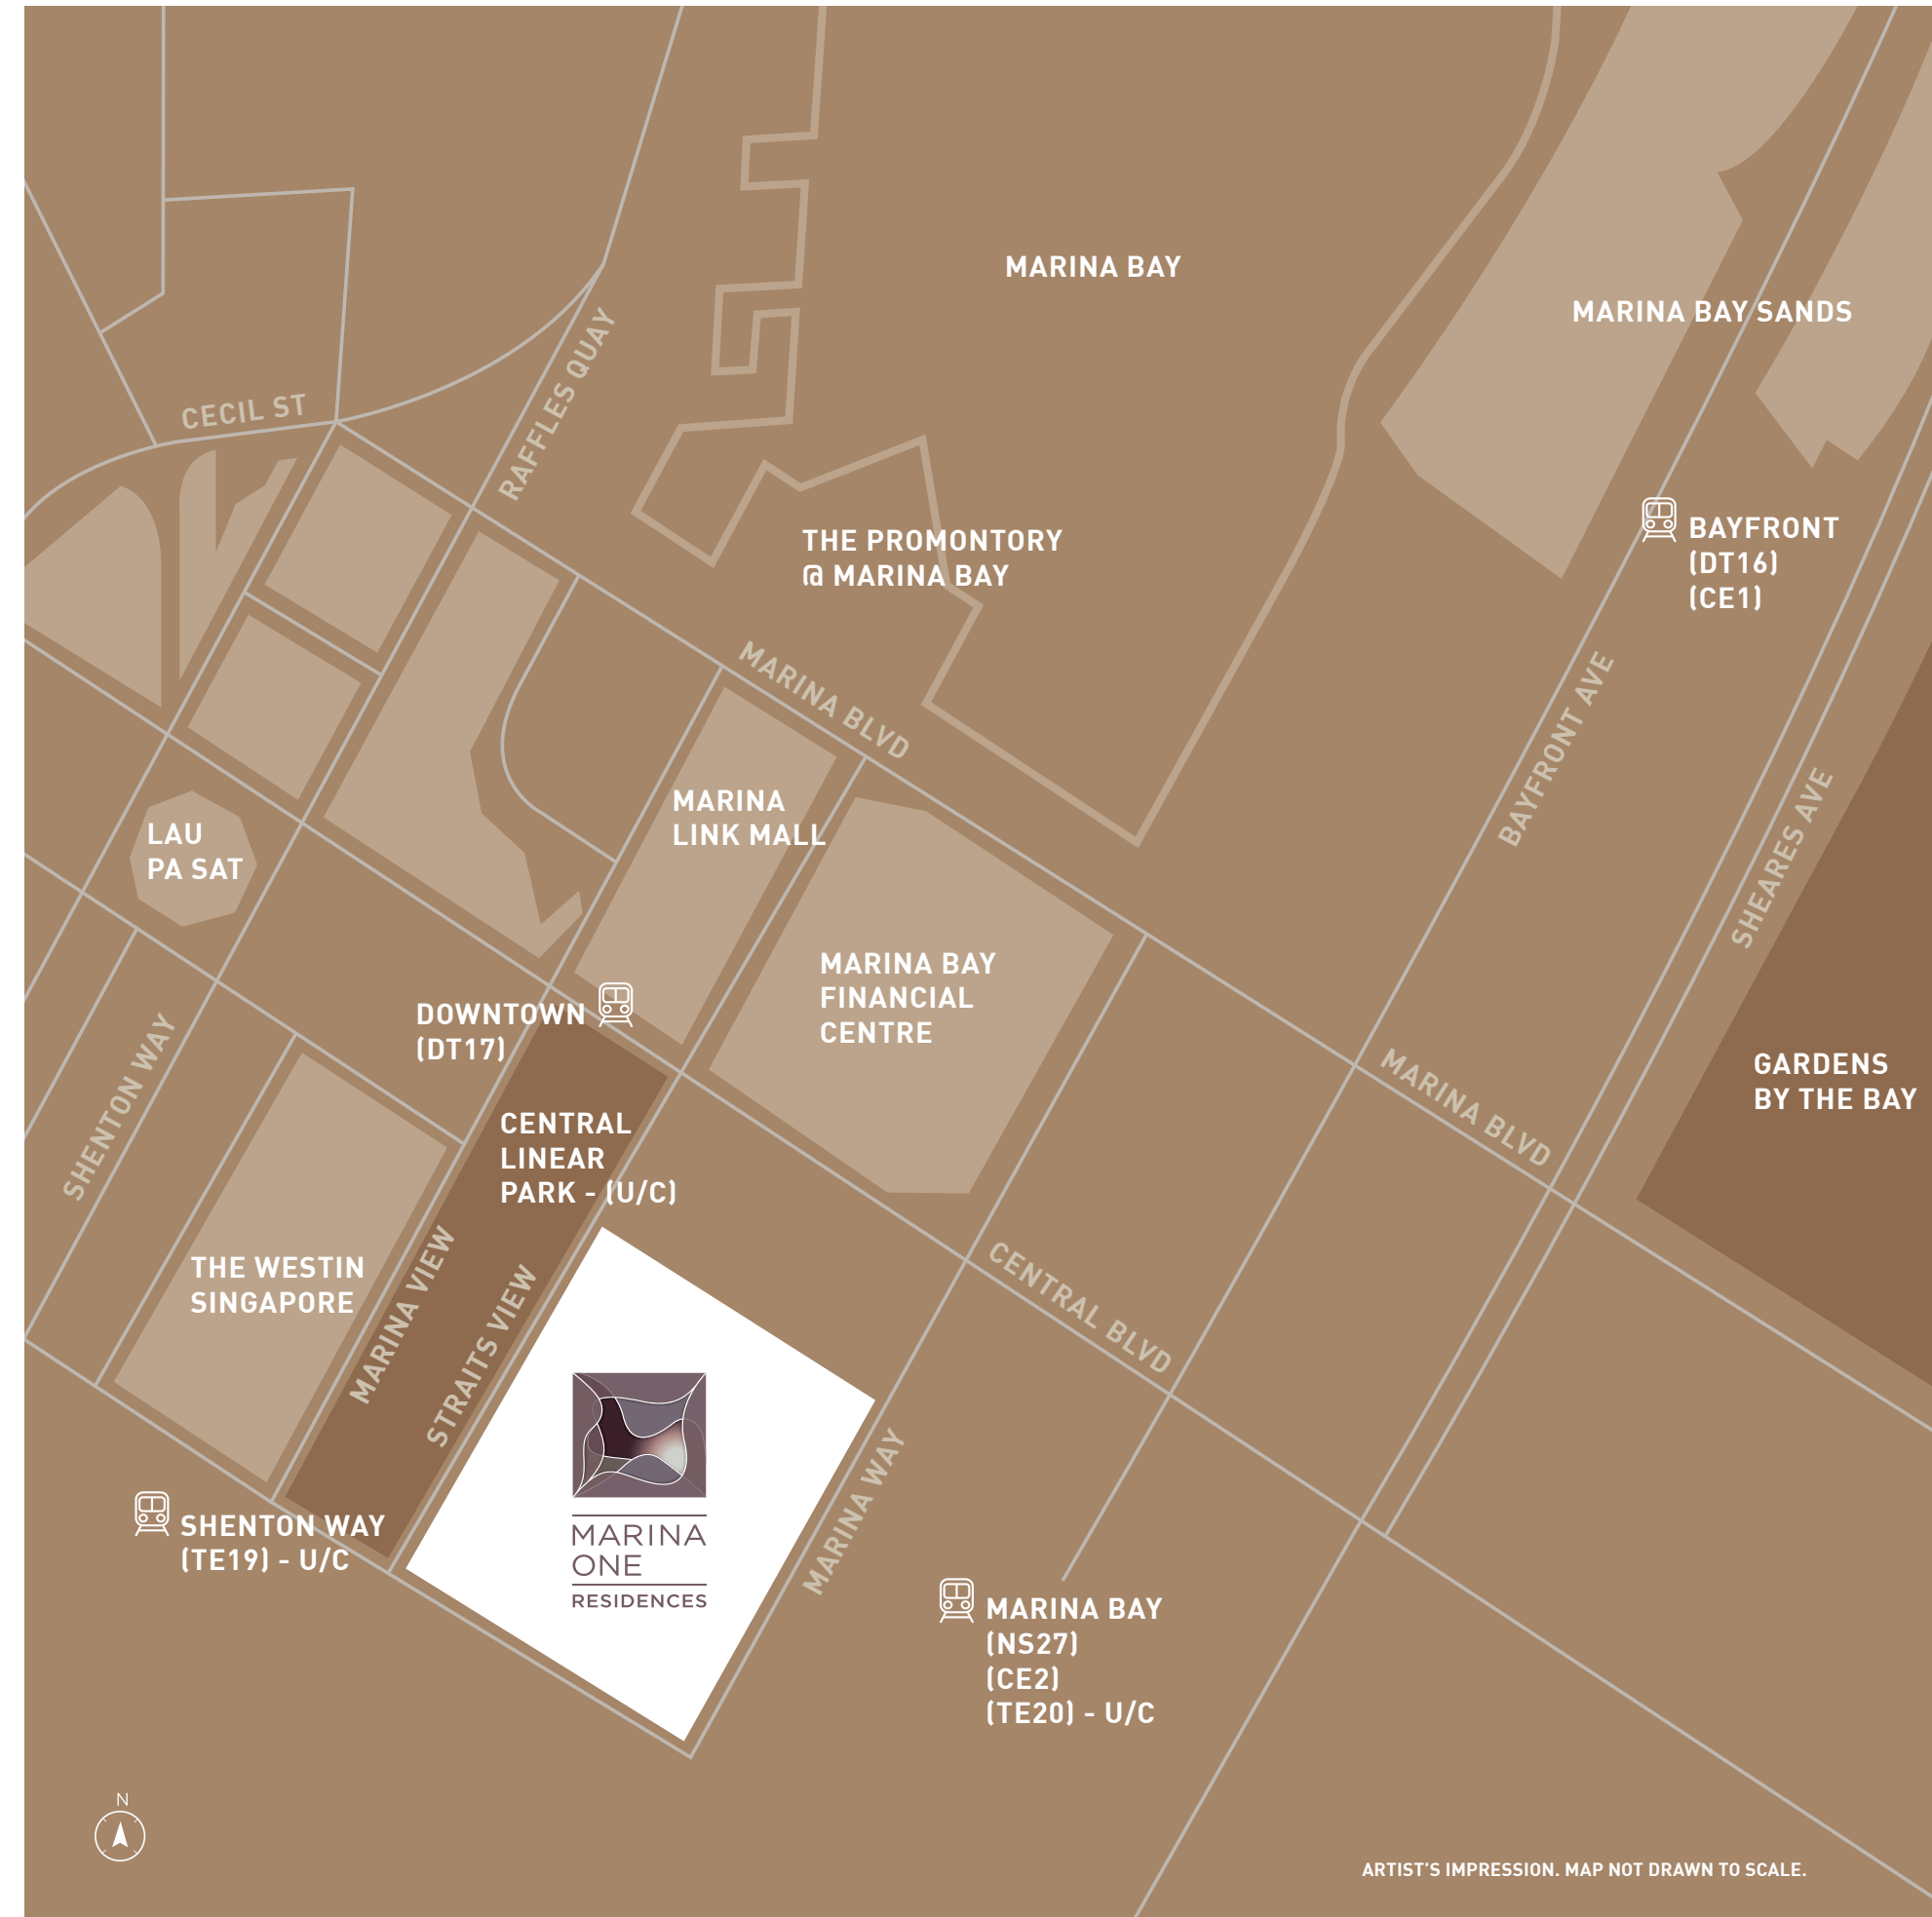 MARINA BAY
MARINA BAY SANDS
CECIL ST
RAFFLES QUAY
BAYFRONT
(DT16)
(CE1)
THE PROMONTORY
@ MARINA BAY
MARINA BLVD
BAYFRONT AVE
SHEARES AVE
MARINA
LINK MALL
LAU
PA SAT
MARINA BAY
FINANCIAL
CENTRE
DOWNTOWN
(DT17)
SHENTON WAY
MARINA BLVD
GARDENS
BY THE BAY
CENTRAL
LINEAR
PARK - (U/C)
THE WESTIN
SINGAPORE
MARINA VIEW
STRAITS VIEW
CENTRAL BLVD
MARINA WAY
SHENTON WAY
(TE19) - U/C
MARINA
ONE
RESIDENCES
MARINA BAY
(NS27)
(CE2)
(TE20) - U/C
N
ARTIST'S IMPRESSION. MAP NOT DRAWN TO SCALE.